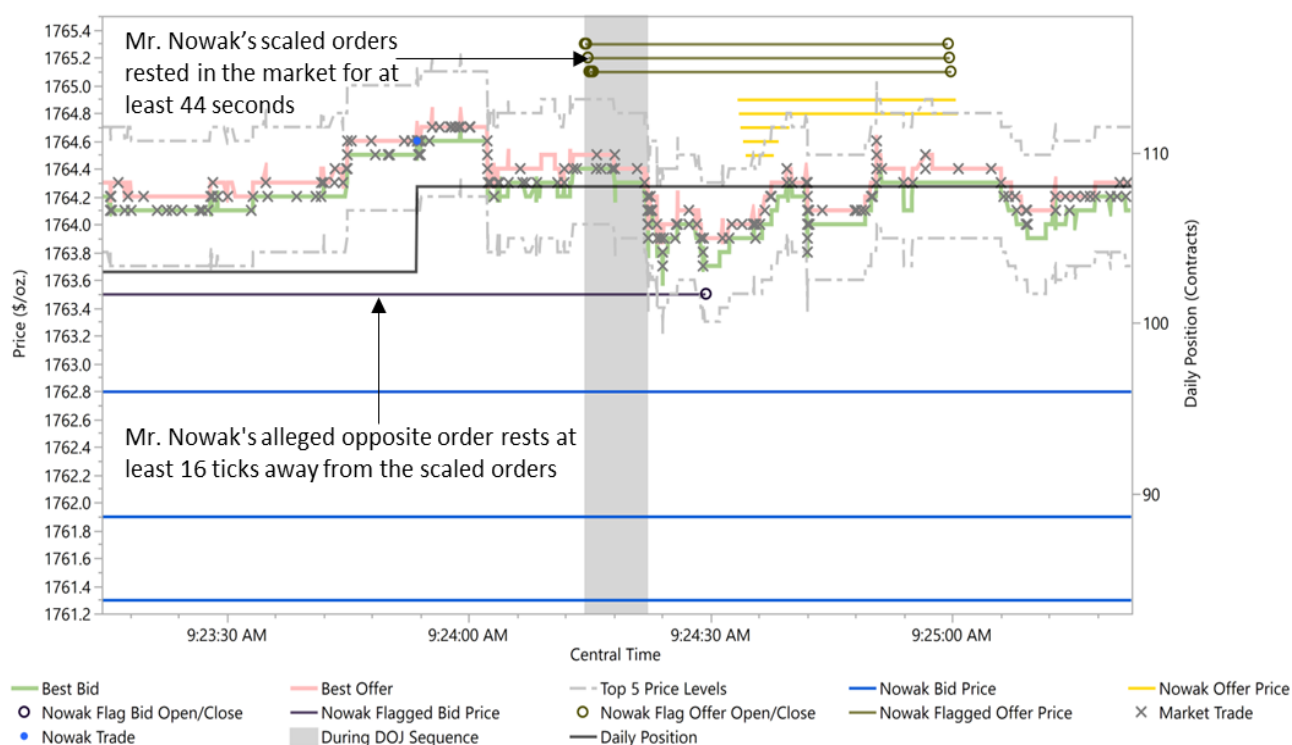 1765.4
1765.2
1765.0
1764.8
1764.6
1764.4
1764.2
1764.0
1763.8
1763.6
1763.4
1763.2
1763.0
1762.8
1762.6
1762.4
1762.2
1762.0
1761.8
1761.6
1761.4
1761.2
Price ($/oz.)
Mr. Nowak’s scaled orders
rested in the market for at
least 44 seconds
Mr. Nowak's alleged opposite order rests at
least 16 ticks away from the scaled orders
110
100
90
Daily Position (Contracts)
9:23:30 AM 9:24:00 AM 9:24:30 AM 9:25:00 AM
Central Time
Best Bid Best Offer Top 5 Price Levels Nowak Bid Price Nowak Offer Price
Nowak Flag Bid Open/Close Nowak Flagged Bid Price Nowak Flag Offer Open/Close Nowak Flagged Offer Price Market Trade
Nowak Trade During DOJ Sequence Daily Position